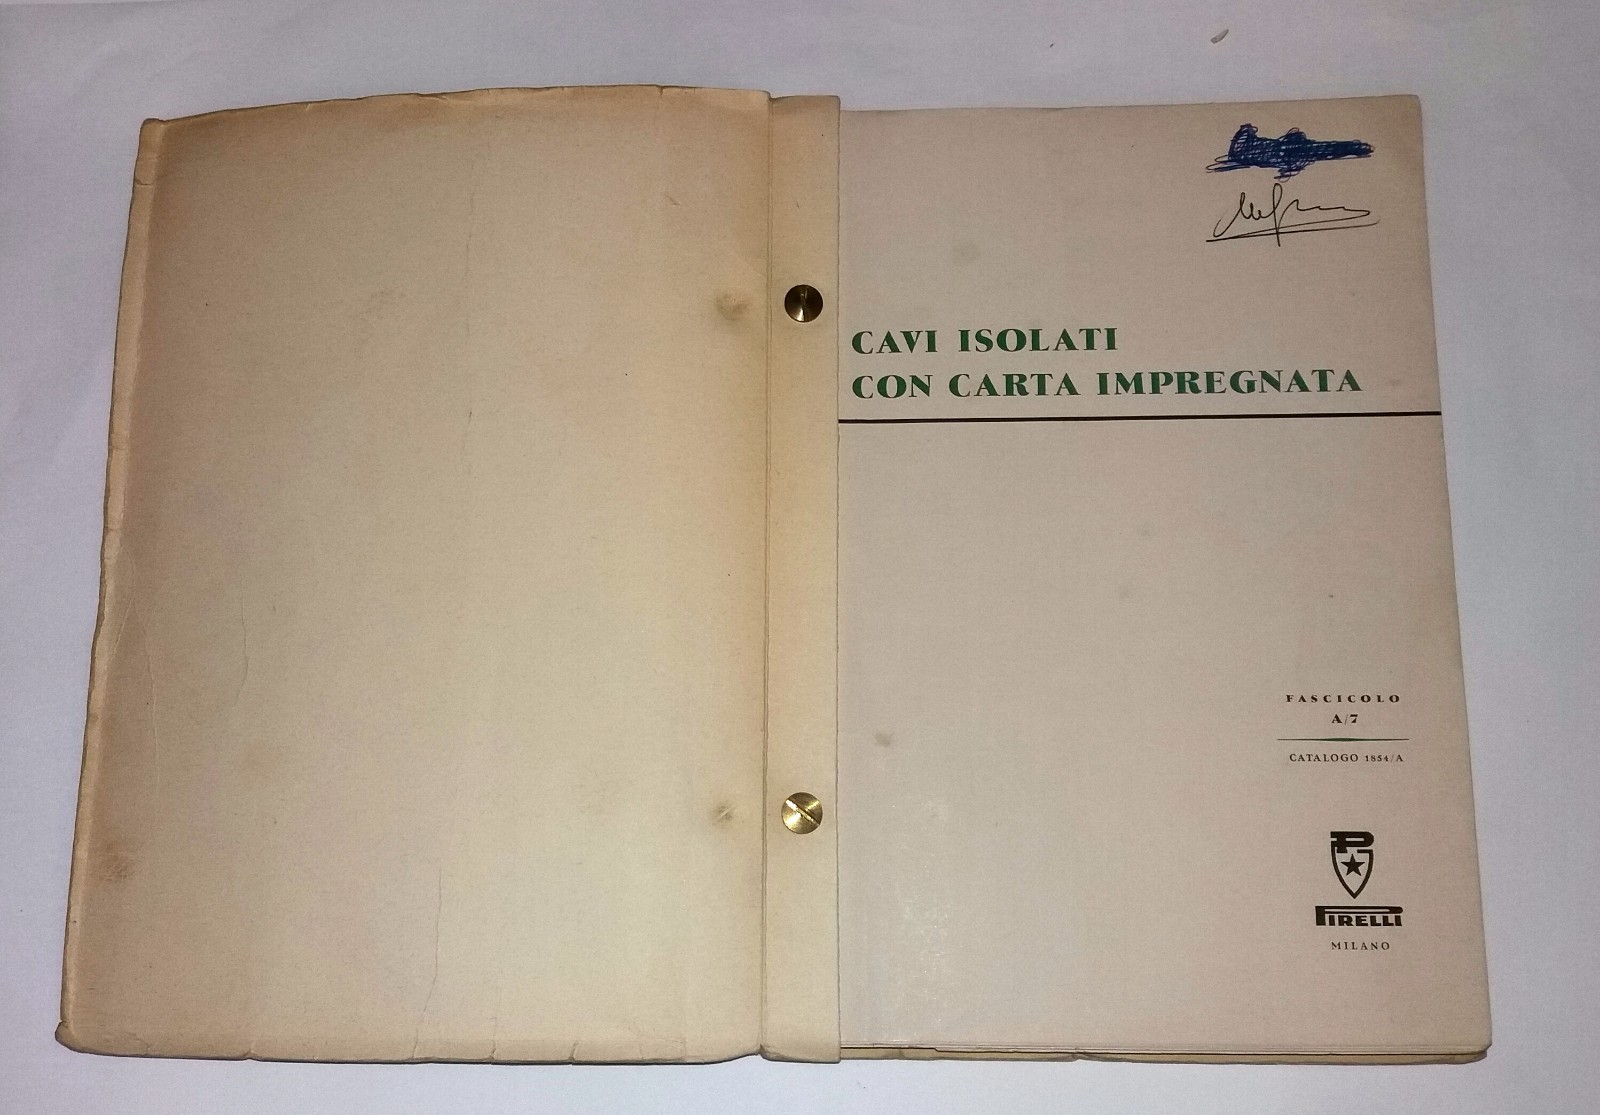 CAVI ISOLATI
CON CARTA IMPREGNATA
FASCICOLO
A/7
CATALOGO 1854/A
P
PIRELLI
MILANO